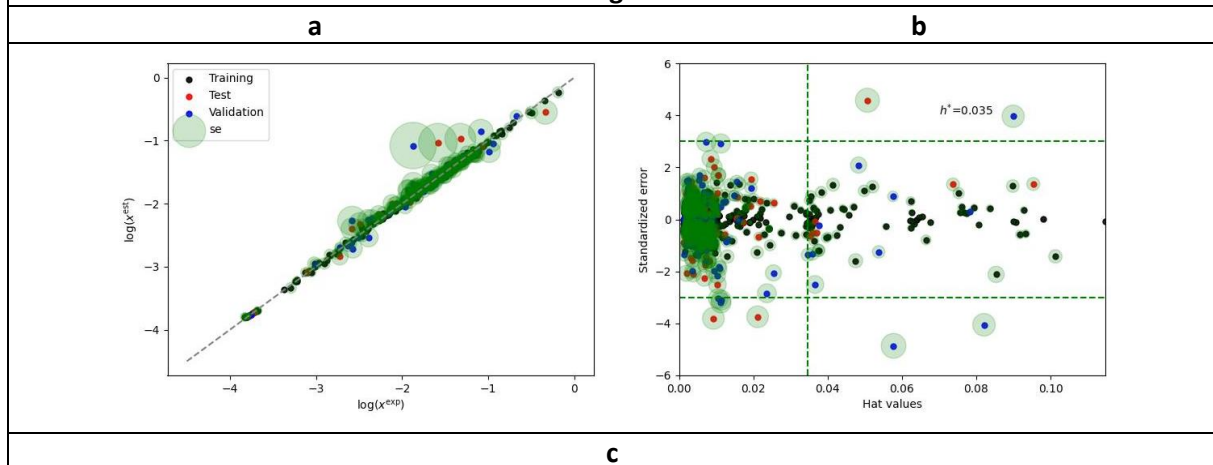 a b
0
−1
−2
−3
−4
log(x^est)
Training
Test
Validation
se
−4 −3 −2 −1 0
log(x^exp)
6
4
2
0
−2
−4
−6
Standardized error
h*=0.035
0.00 0.02 0.04 0.06 0.08 0.10
Hat values
c